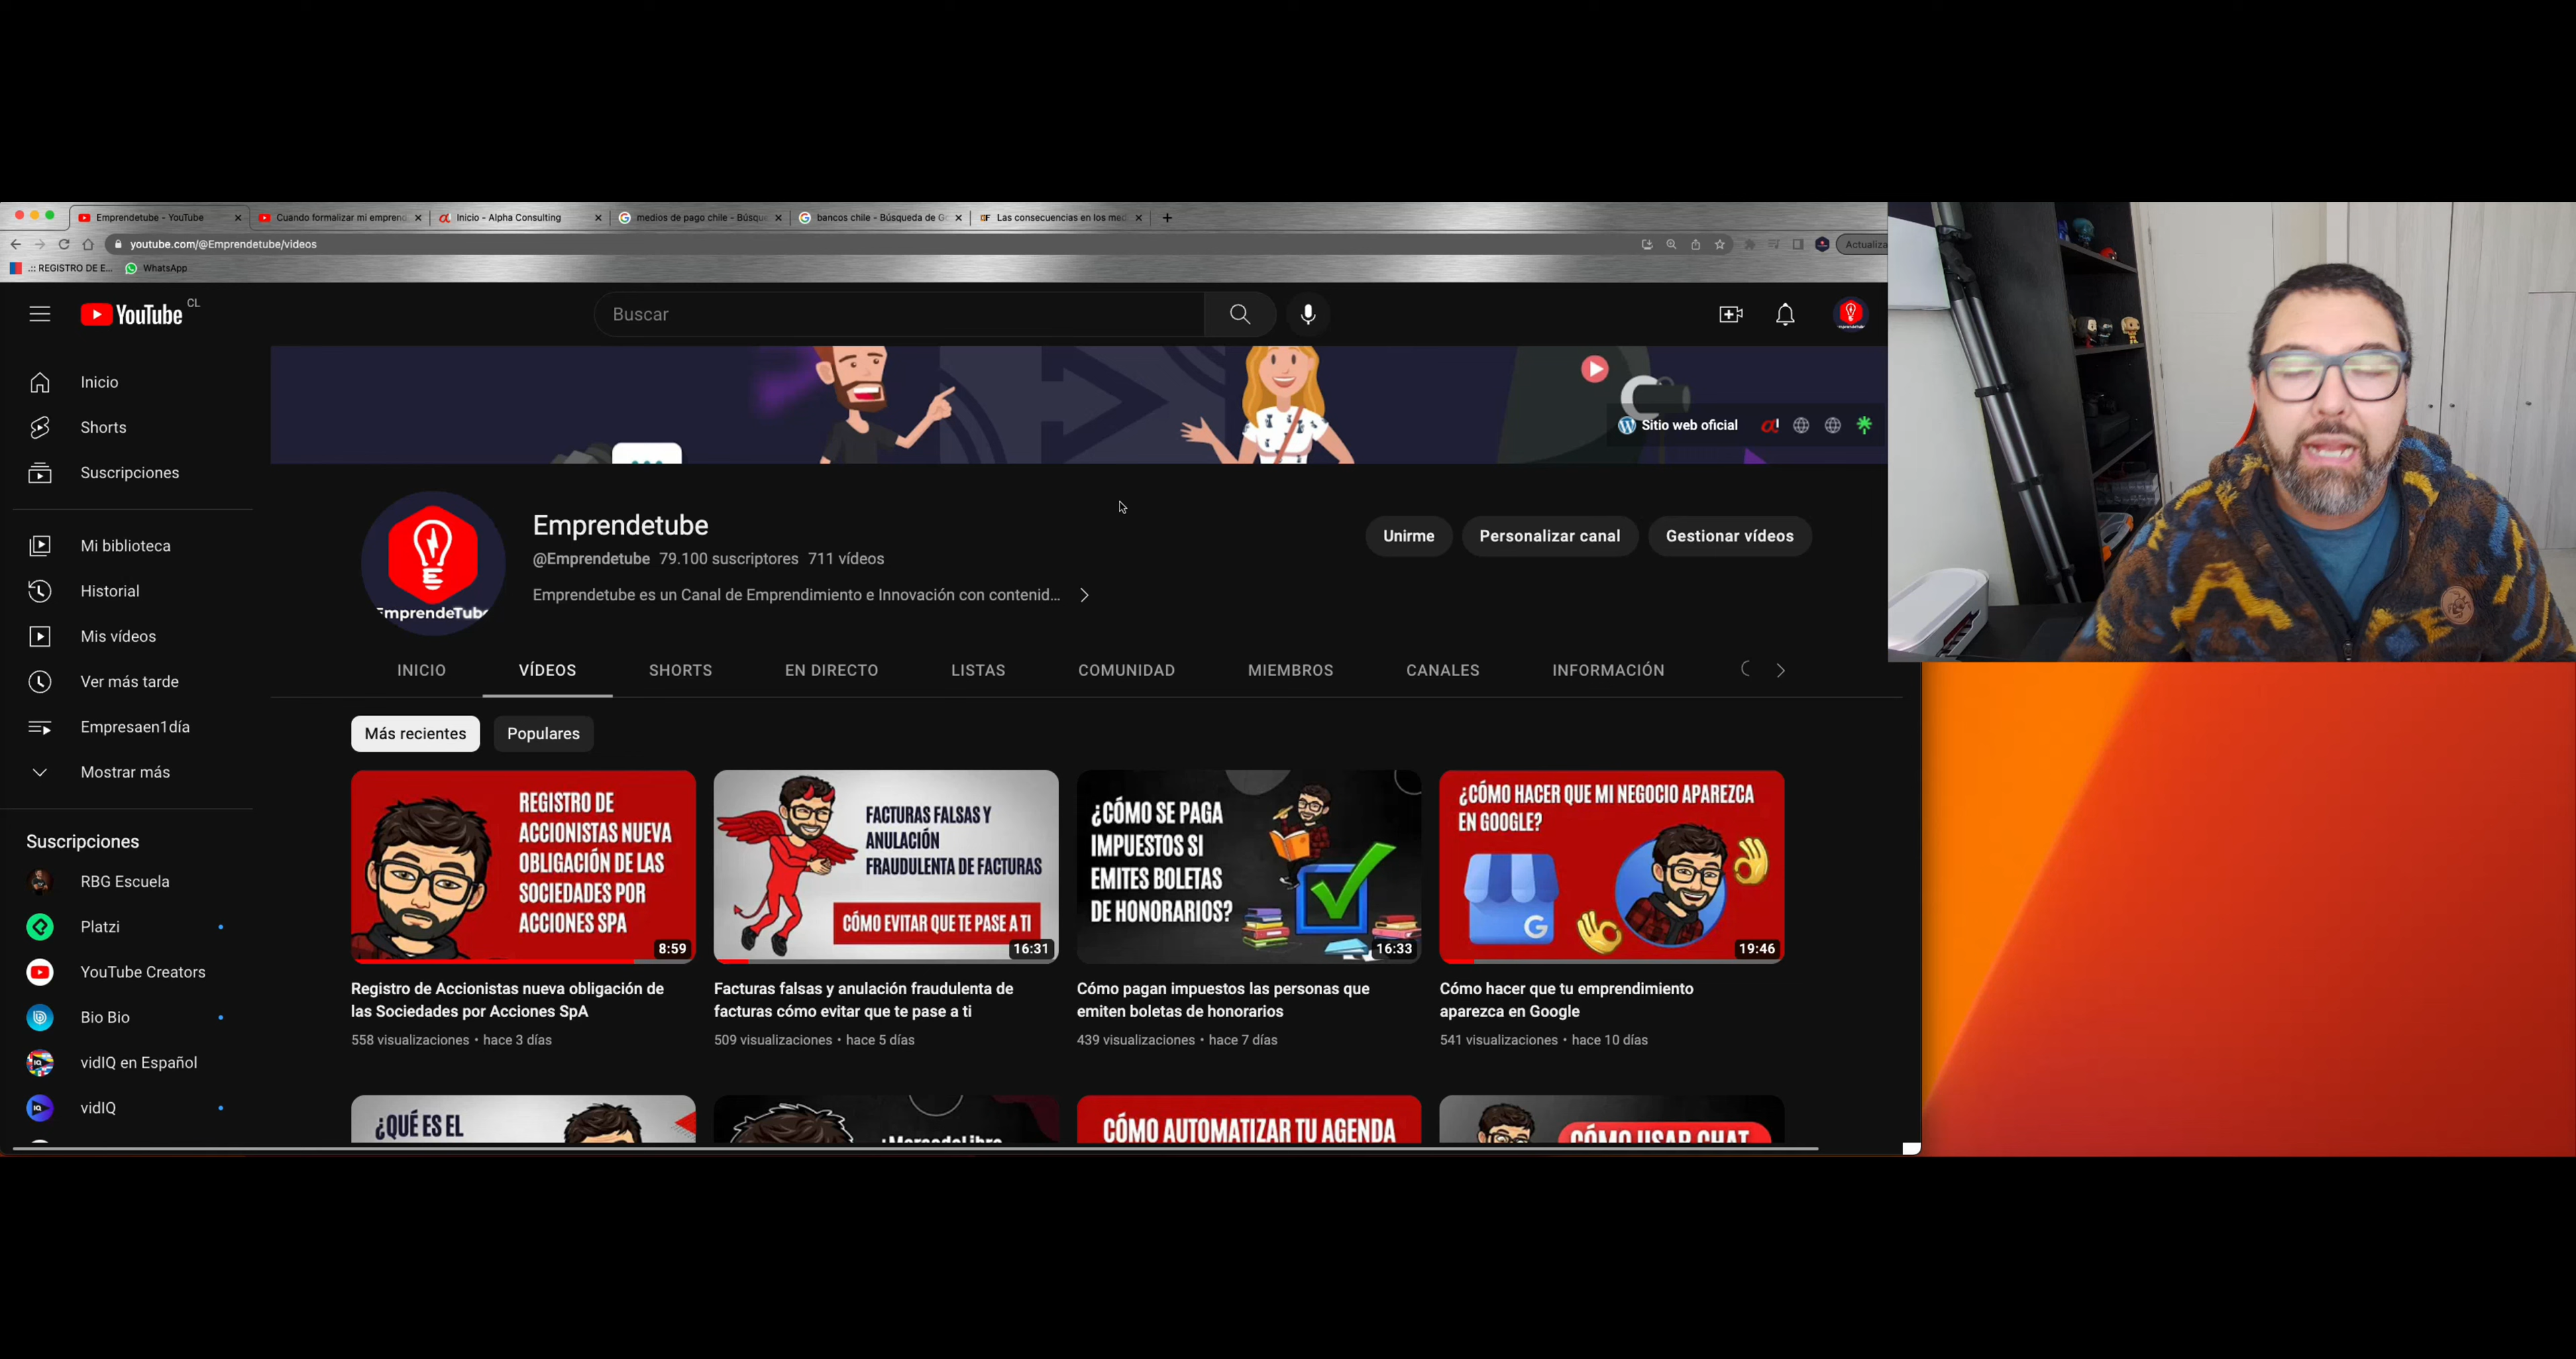 Emprendetube - YouTube
Cuando formalizar mi emprend
Inicio - Alpha Consulting
medios de pago chile - Búsque
bancos chile - Búsqueda de Go
Las consecuencias en los med
youtube.com/@Emprendetube/videos
Actualiza
.:: REGISTRO DE E...
WhatsApp
YouTube CL
Buscar
Inicio
Shorts
Suscripciones
Mi biblioteca
Historial
Mis vídeos
Ver más tarde
Empresaen1día
Mostrar más
Suscripciones
RBG Escuela
Platzi
YouTube Creators
Bio Bio
vidIQ en Español
vidIQ
Sitio web oficial
EmprendeTube
Emprendetube
@Emprendetube 79.100 suscriptores 711 vídeos
Emprendetube es un Canal de Emprendimiento e Innovación con contenid...
Unirme
Personalizar canal
Gestionar vídeos
INICIO
VÍDEOS
SHORTS
EN DIRECTO
LISTAS
COMUNIDAD
MIEMBROS
CANALES
INFORMACIÓN
Más recientes
Populares
REGISTRO DE
ACCIONISTAS NUEVA
OBLIGACIÓN DE LAS
SOCIEDADES POR
ACCIONES SPA
8:59
Registro de Accionistas nueva obligación de
las Sociedades por Acciones SpA
558 visualizaciones • hace 3 días
FACTURAS FALSAS Y
ANULACIÓN
FRAUDULENTA DE FACTURAS
CÓMO EVITAR QUE TE PASE A TI
16:31
Facturas falsas y anulación fraudulenta de
facturas cómo evitar que te pase a ti
509 visualizaciones • hace 5 días
¿CÓMO SE PAGA
IMPUESTOS SI
EMITES BOLETAS
DE HONORARIOS?
16:33
Cómo pagan impuestos las personas que
emiten boletas de honorarios
439 visualizaciones • hace 7 días
¿CÓMO HACER QUE MI NEGOCIO APAREZCA
EN GOOGLE?
G
19:46
Cómo hacer que tu emprendimiento
aparezca en Google
541 visualizaciones • hace 10 días
¿QUÉ ES EL
¿MercadoLibre
CÓMO AUTOMATIZAR TU AGENDA
CÓMO USAR CHAT